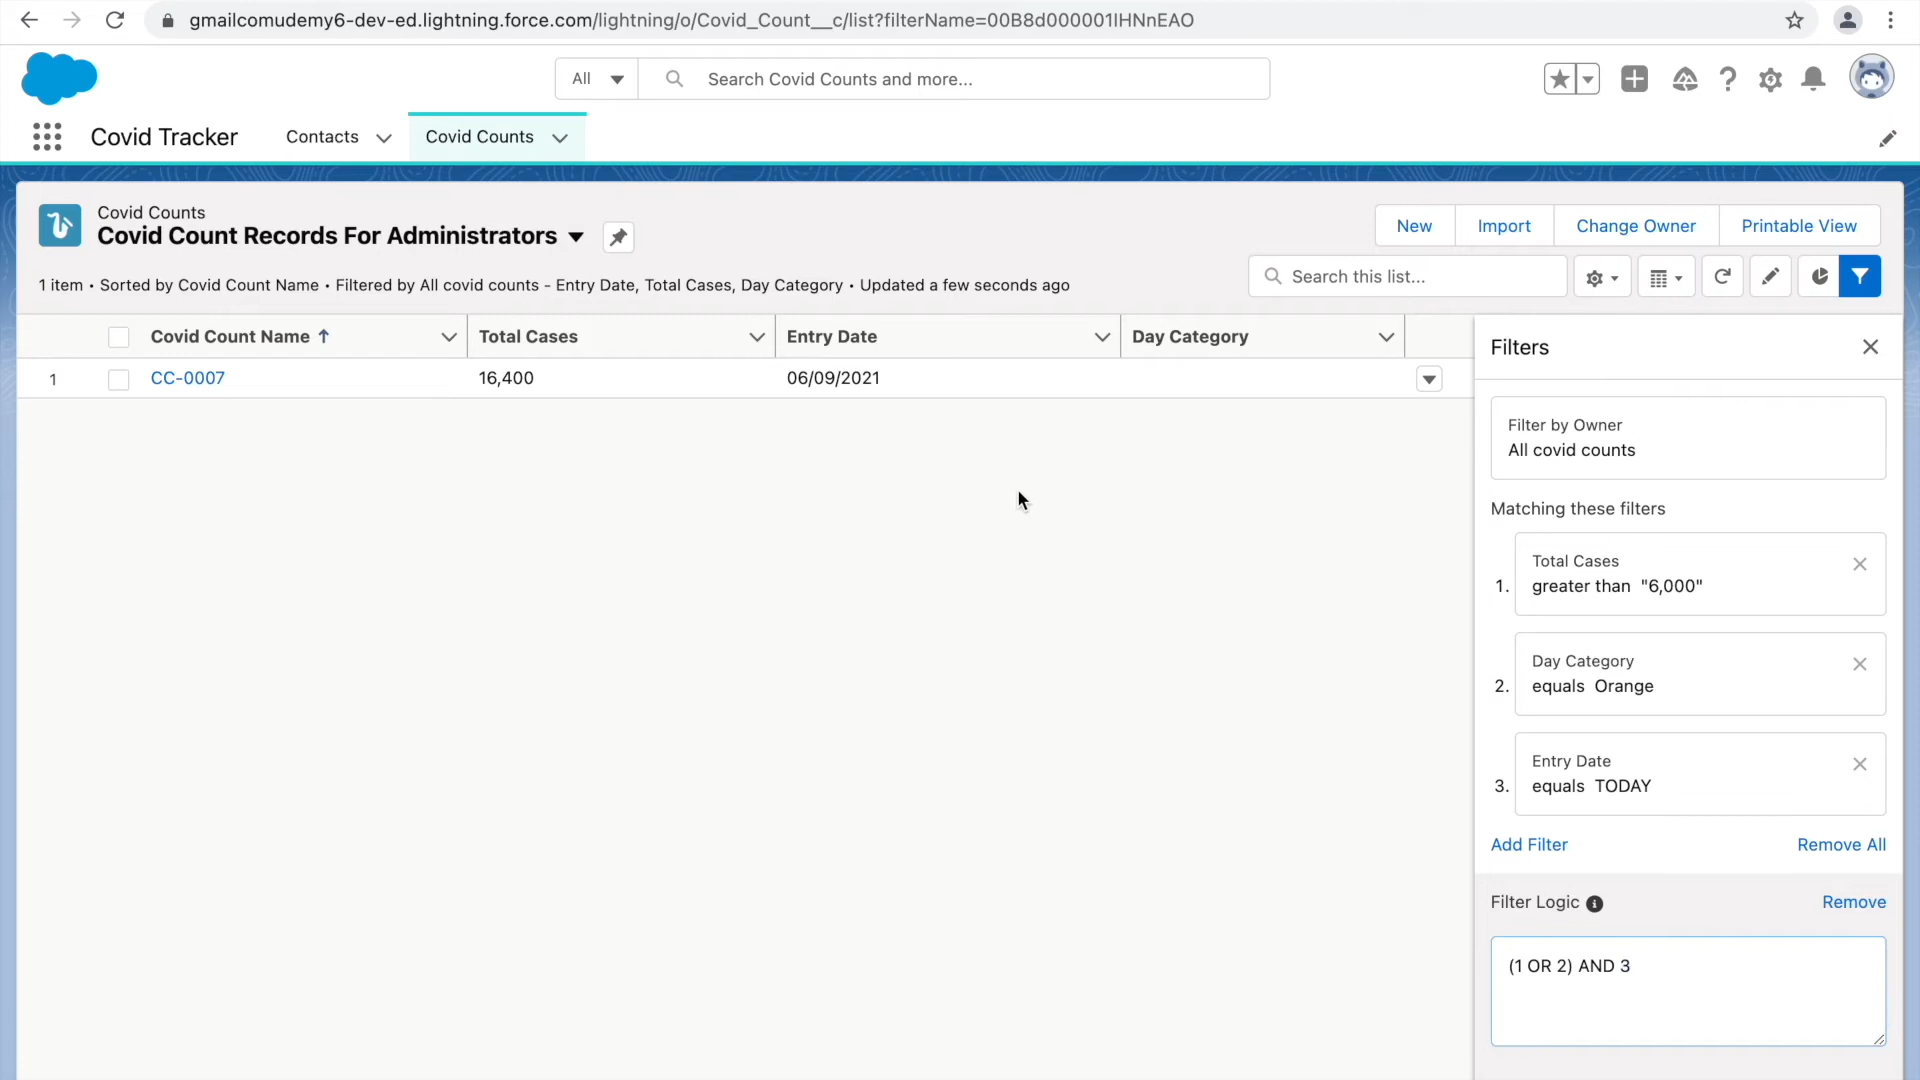 gmailcomudemy6-dev-ed.lightning.force.com/lightning/o/Covid_Count__c/list?filterName=00B8d000001IHNnEAO
All
Search Covid Counts and more...
Covid Tracker
Contacts
Covid Counts
Covid Counts
Covid Count Records For Administrators
New
Import
Change Owner
Printable View
1 item • Sorted by Covid Count Name • Filtered by All covid counts - Entry Date, Total Cases, Day Category • Updated a few seconds ago
Search this list...
Covid Count Name
Total Cases
Entry Date
Day Category
1
CC-0007
16,400
06/09/2021
Filters
Filter by Owner
All covid counts
Matching these filters
1.
Total Cases
greater than "6,000"
2.
Day Category
equals Orange
3.
Entry Date
equals TODAY
Add Filter
Remove All
Filter Logic
Remove
(1 OR 2) AND 3